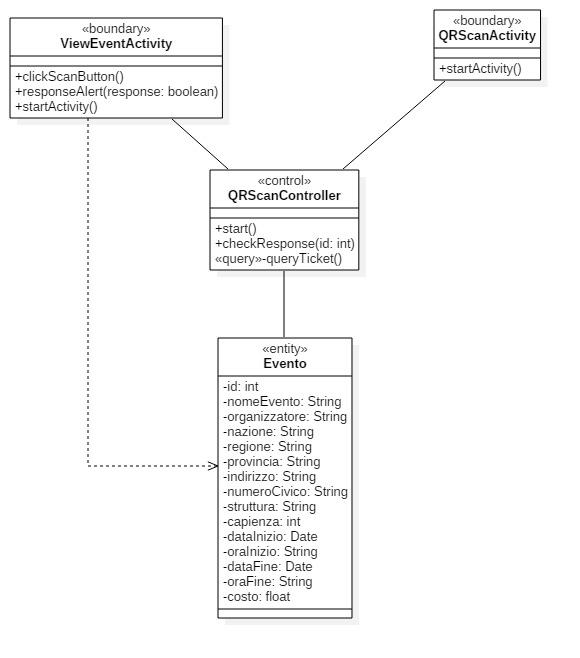 «boundary»
ViewEventActivity
+clickScanButton()
+responseAlert(response: boolean)
+startActivity()
«boundary»
QRScanActivity
+startActivity()
«control»
QRScanController
+start()
+checkResponse(id: int)
«query»-queryTicket()
«entity»
Evento
-id: int
-nomeEvento: String
-organizzatore: String
-nazione: String
-regione: String
-provincia: String
-indirizzo: String
-numeroCivico: String
-struttura: String
-capienza: int
-dataInizio: Date
-oraInizio: String
-dataFine: Date
-oraFine: String
-costo: float